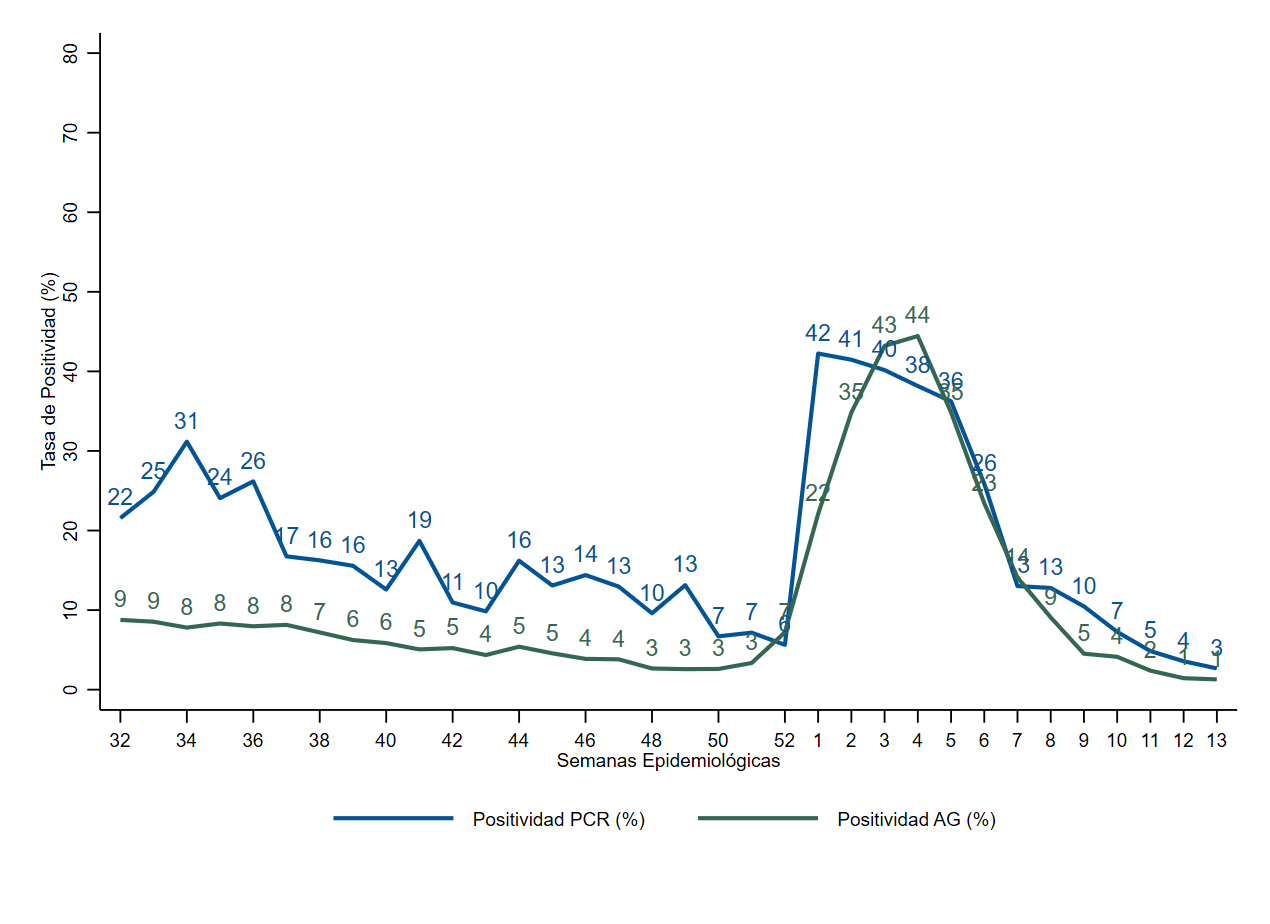 80
70
60
50
40
30
20
10
0
Tasa de Positividad (%)
22 25 31 24 26 17 16 16 13 19 11 10 16 13 14 13 10 13 7 7 6 42 41 40 38 36 26 13 13 10 7 5 4 3
9 9 8 8 8 8 7 6 6 5 5 4 5 5 4 4 3 3 3 3 7 22 35 43 44 35 23 14 9 5 4 2 1 1
32 34 36 38 40 42 44 46 48 50 52 1 2 3 4 5 6 7 8 9 10 11 12 13
Semanas Epidemiológicas
Positividad PCR (%) Positividad AG (%)